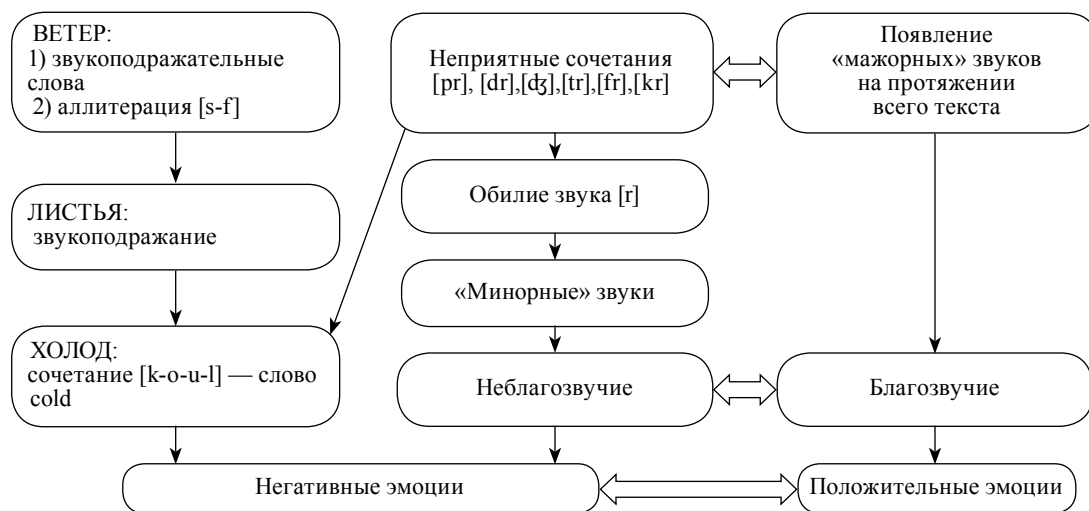 ВЕТЕР:
1) звукоподражательные
слова
2) аллитерация [s-f]
ЛИСТЬЯ:
звукоподражание
ХОЛОД:
сочетание [k-o-u-l] — слово
cold
Неприятные сочетания
[pr], [dr],[ʤ],[tr],[fr],[kr]
Обилие звука [r]
«Минорные» звуки
Неблагозвучие
Появление
«мажорных» звуков
на протяжении
всего текста
Благозвучие
Негативные эмоции
Положительные эмоции